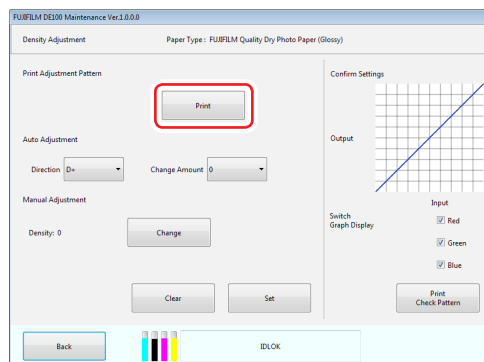 FUJIFILM DE100 Maintenance Ver.1.0.0.0
Density Adjustment
Paper Type : FUJIFILM Quality Dry Photo Paper (Glossy)
Print Adjustment Pattern
Print
Auto Adjustment
Direction D+ Change Amount 0
Manual Adjustment
Density: 0 Change
Clear Set
Confirm Settings
Output
Input
Switch
Graph Display
Red
Green
Blue
Print
Check Pattern
Back
IDLOK